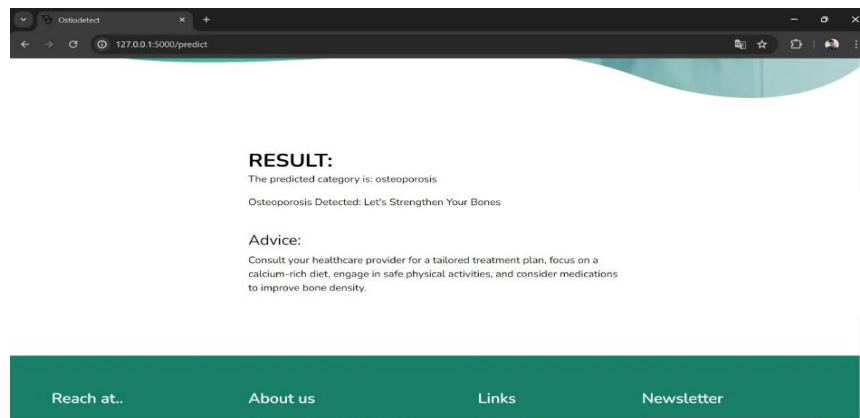 Ostiodetect
127.0.0.1:5000/predict
RESULT:
The predicted category is: osteoporosis
Osteoporosis Detected: Let's Strengthen Your Bones
Advice:
Consult your healthcare provider for a tailored treatment plan, focus on a
calcium-rich diet, engage in safe physical activities, and consider medications
to improve bone density.
Reach at.. About us Links Newsletter